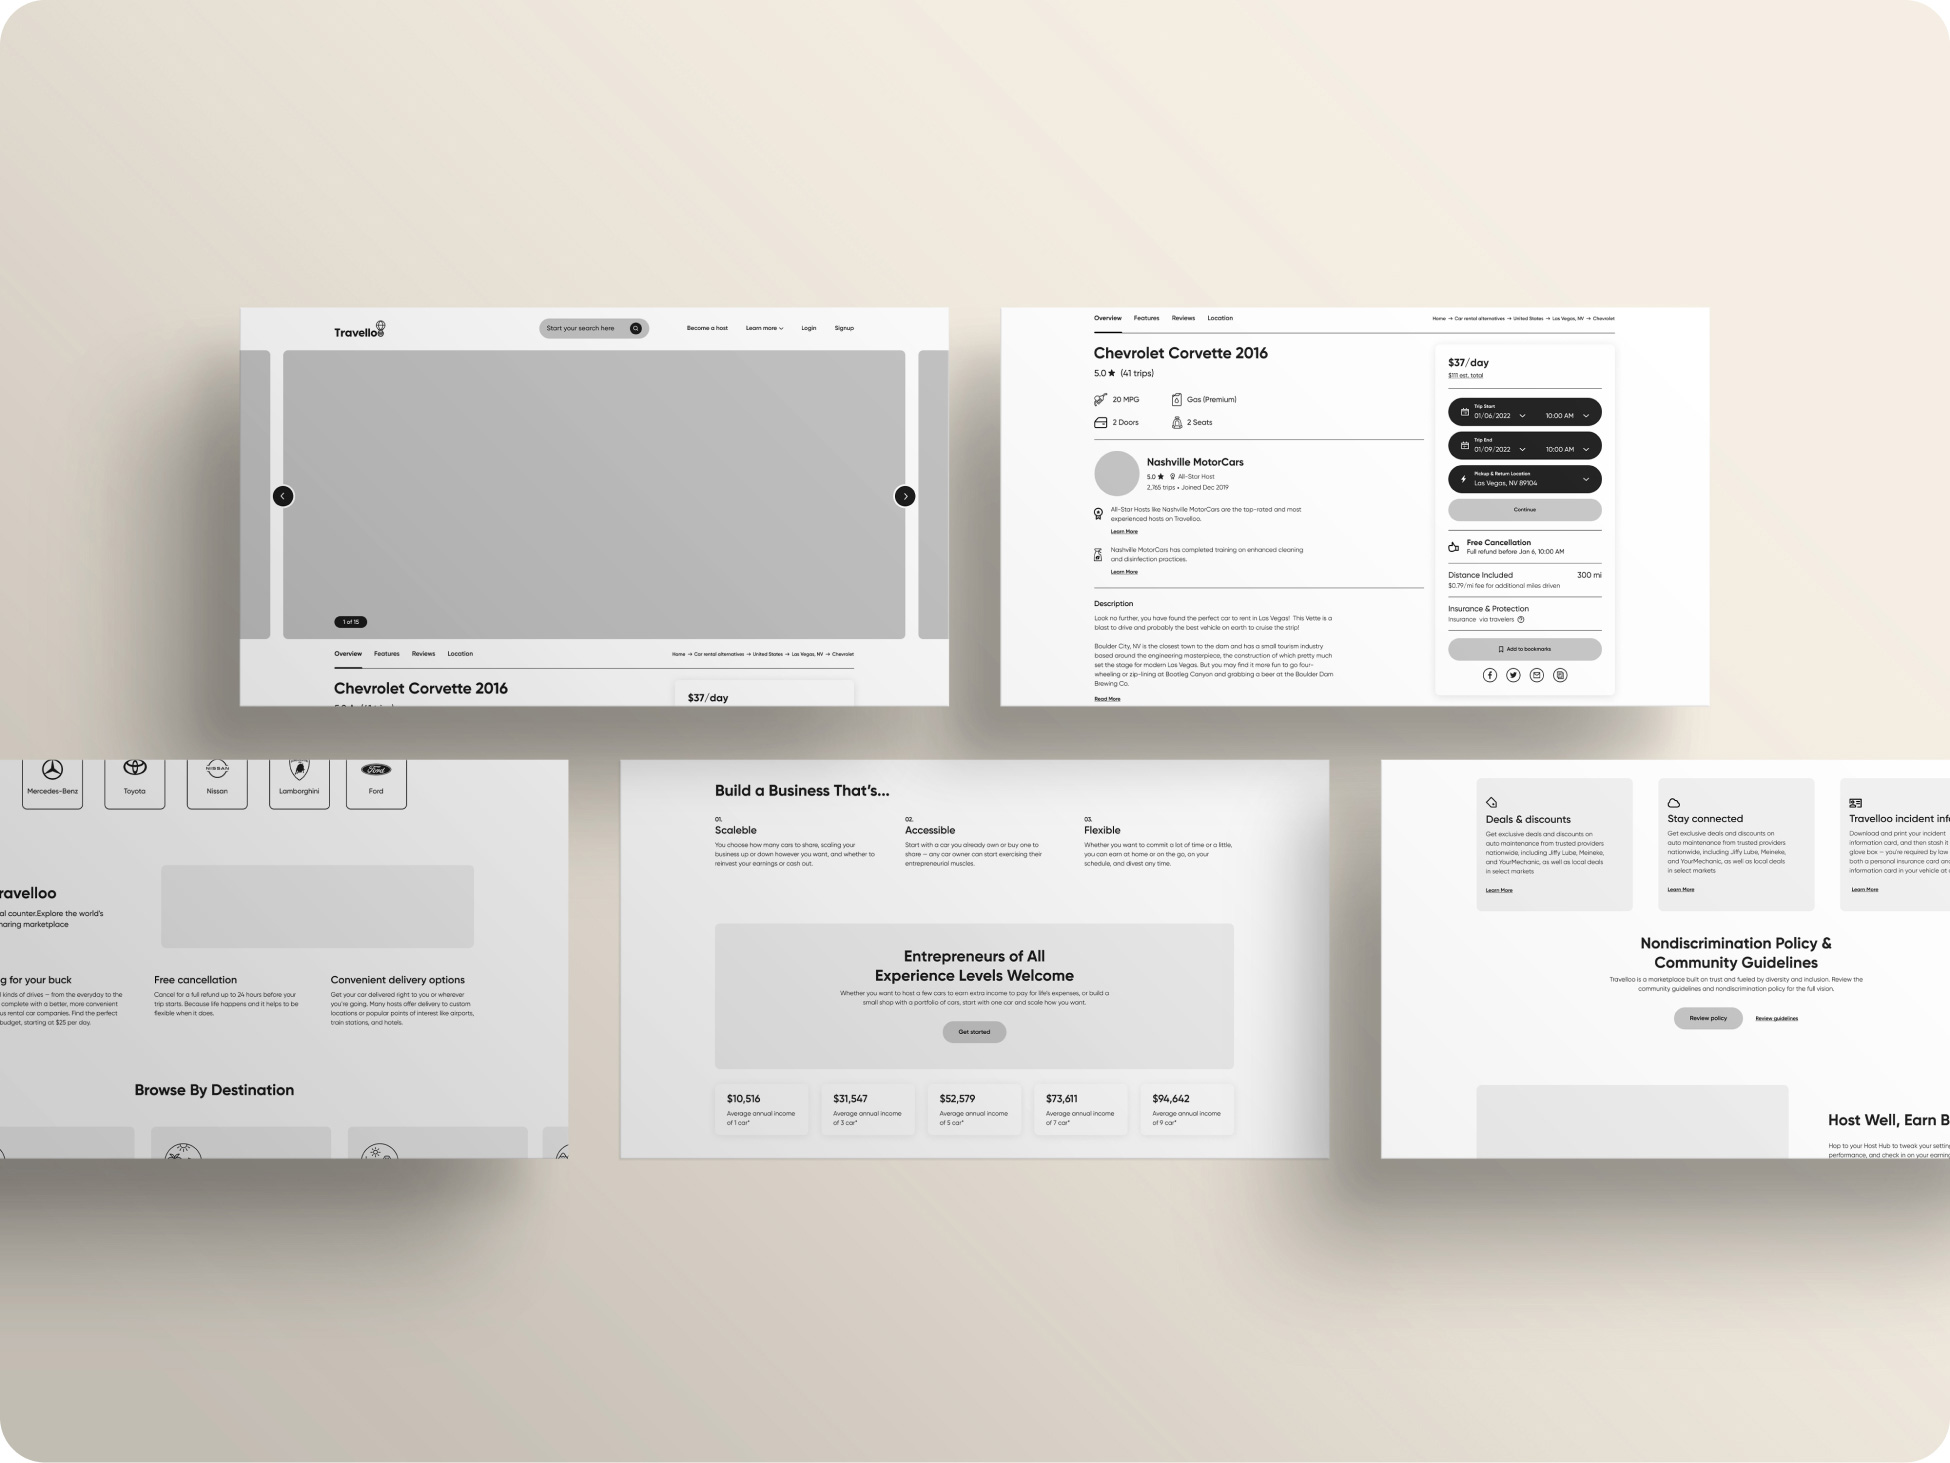 Travelloo
Start your search here
Become a host
Learn more
Login
Signup
1 of 15
Overview
Features
Reviews
Location
Home → Car rental alternatives → United States → Las Vegas, NV → Chevrolet
Chevrolet Corvette 2016
$37/day
Overview
Features
Reviews
Location
Home → Car rental alternatives → United States → Las Vegas, NV → Chevrolet
Chevrolet Corvette 2016
5.0 (41 trips)
20 MPG
Gas (Premium)
2 Doors
2 Seats
Nashville MotorCars
5.0 All-Star Host
2,765 trips • Joined Dec 2019
All-Star Hosts like Nashville MotorCars are the top-rated and most
experienced hosts on Travelloo.
Learn More
Nashville MotorCars has completed training on enhanced cleaning
and disinfection practices.
Learn More
Description
Look no further, you have found the perfect car to rent in Las Vegas! This Vette is a
blast to drive and probably the best vehicle on earth to cruise the strip!
Boulder City, NV is the closest town to the dam and has a small tourism industry
based around the engineering masterpiece, the construction of which pretty much
set the stage for modern Las Vegas. But you may find it more fun to go four-
wheeling or zip-lining at Bootleg Canyon and grabbing a beer at the Boulder Dam
Brewing Co.
Read More
$37/day
$111 est. total
Trip Start
01/06/2022
10:00 AM
Trip End
01/09/2022
10:00 AM
Pickup & Return Location
Las Vegas, NV 89104
Continue
Free Cancellation
Full refund before Jan 6, 10:00 AM
Distance Included
300 mi
$0.79/mi fee for additional miles driven
Insurance & Protection
Insurance via travelers
Add to bookmarks
Mercedes-Benz
Toyota
NISSAN
Nissan
Lamborghini
Ford
Ford
ravelloo
al counter.Explore the world's
haring marketplace
g for your buck
l kinds of drives — from the everyday to the
complete with a better, more convenient
us rental car companies. Find the perfect
budget, starting at $25 per day.
Free cancellation
Cancel for a full refund up to 24 hours before your
trip starts. Because life happens and it helps to be
flexible when it does.
Convenient delivery options
Get your car delivered right to you or wherever
you're going. Many hosts offer delivery to custom
locations or popular points of interest like airports,
train stations, and hotels.
Browse By Destination
Build a Business That's...
01.
Scaleble
You choose how many cars to share, scaling your
business up or down however you want, and whether to
reinvest your earnings or cash out.
02.
Accessible
Start with a car you already own or buy one to
share — any car owner can start exercising their
entrepreneurial muscles.
03.
Flexible
Whether you want to commit a lot of time or a little,
you can earn at home or on the go, on your
schedule, and divest any time.
Entrepreneurs of All
Experience Levels Welcome
Whether you want to host a few cars to earn extra income to pay for life's expenses, or build a
small shop with a portfolio of cars, start with one car and scale how you want.
Get started
$10,516
Average annual income
of 1 car*
$31,547
Average annual income
of 3 car*
$52,579
Average annual income
of 5 car*
$73,611
Average annual income
of 7 car*
$94,642
Average annual income
of 9 car*
Deals & discounts
Get exclusive deals and discounts on
auto maintenance from trusted providers
nationwide, including Jiffy Lube, Meineke,
and YourMechanic, as well as local deals
in select markets
Learn More
Stay connected
Get exclusive deals and discounts on
auto maintenance from trusted providers
nationwide, including Jiffy Lube, Meineke,
and YourMechanic, as well as local deals
in select markets
Learn More
Travelloo incident inf
Download and print your incident
information card, and then stash it
glove box — you're required by law
both a personal insurance card an
information card in your vehicle at
Learn More
Nondiscrimination Policy &
Community Guidelines
Travelloo is a marketplace built on trust and fueled by diversity and inclusion. Review the
community guidelines and nondiscrimination policy for the full vision.
Review policy
Review guidelines
Host Well, Earn B
Hop to your Host Hub to tweak your settin
performance, and check in on your earnin